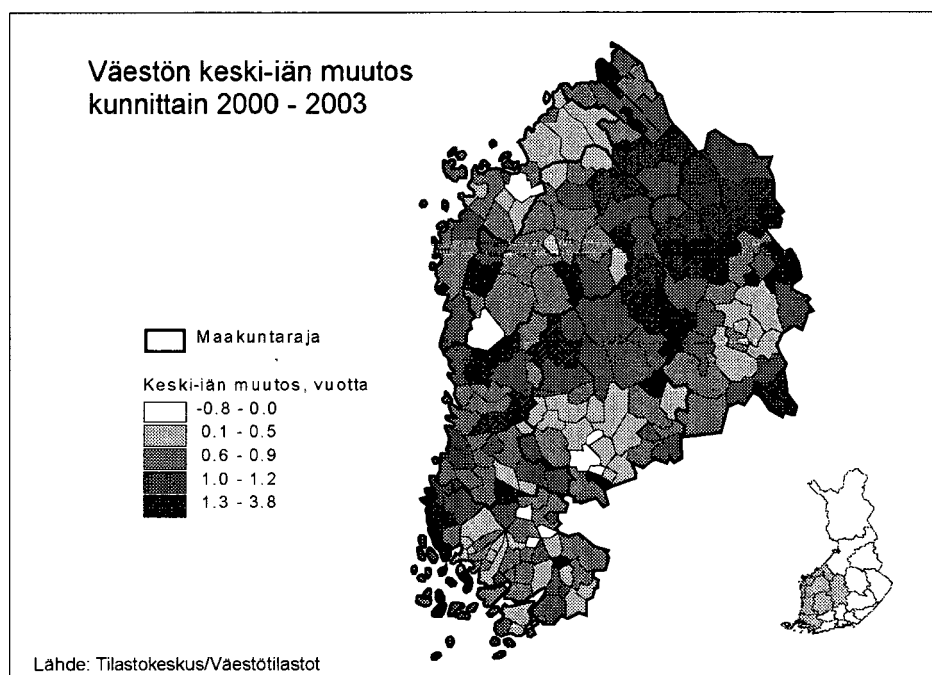 Väestön keski-iän muutos
kunnittain 2000 - 2003
Maakuntaraja
Keski-iän muutos, vuotta
-0.8 - 0.0
0.1 - 0.5
0.6 - 0.9
1.0 - 1.2
1.3 - 3.8
Lähde: Tilastokeskus/Väestötilastot